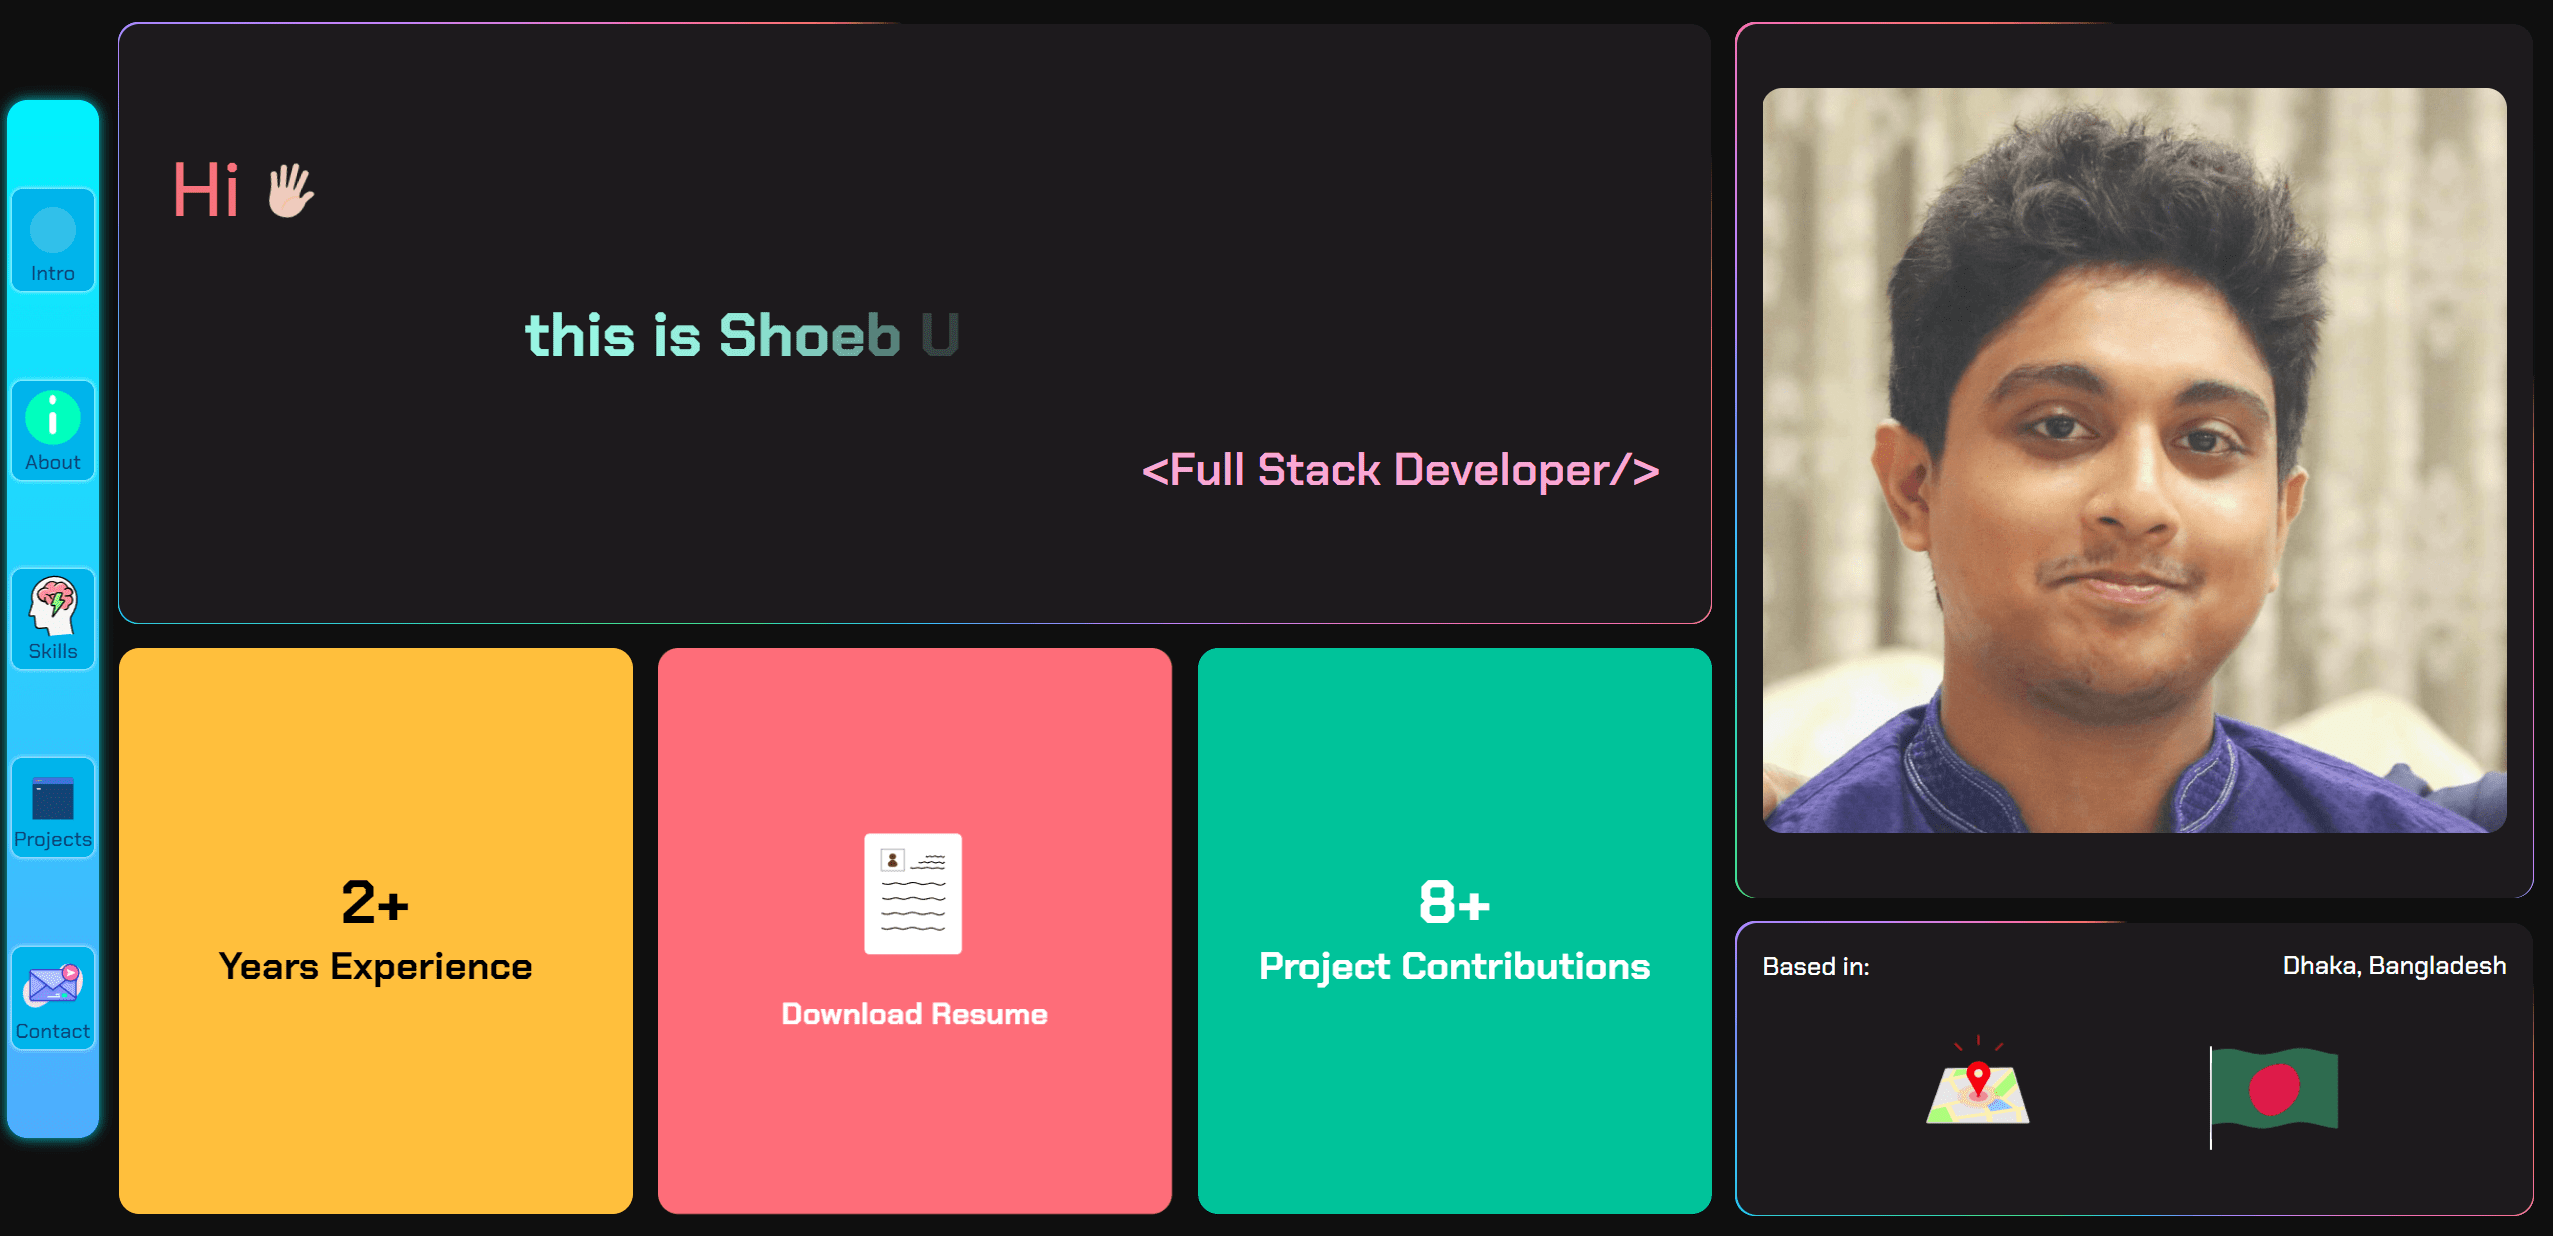 Intro
About
Skills
Projects
Contact
Hi
this is Shoeb U
<Full Stack Developer/>
2+
Years Experience
Download Resume
8+
Project Contributions
Based in:
Dhaka, Bangladesh